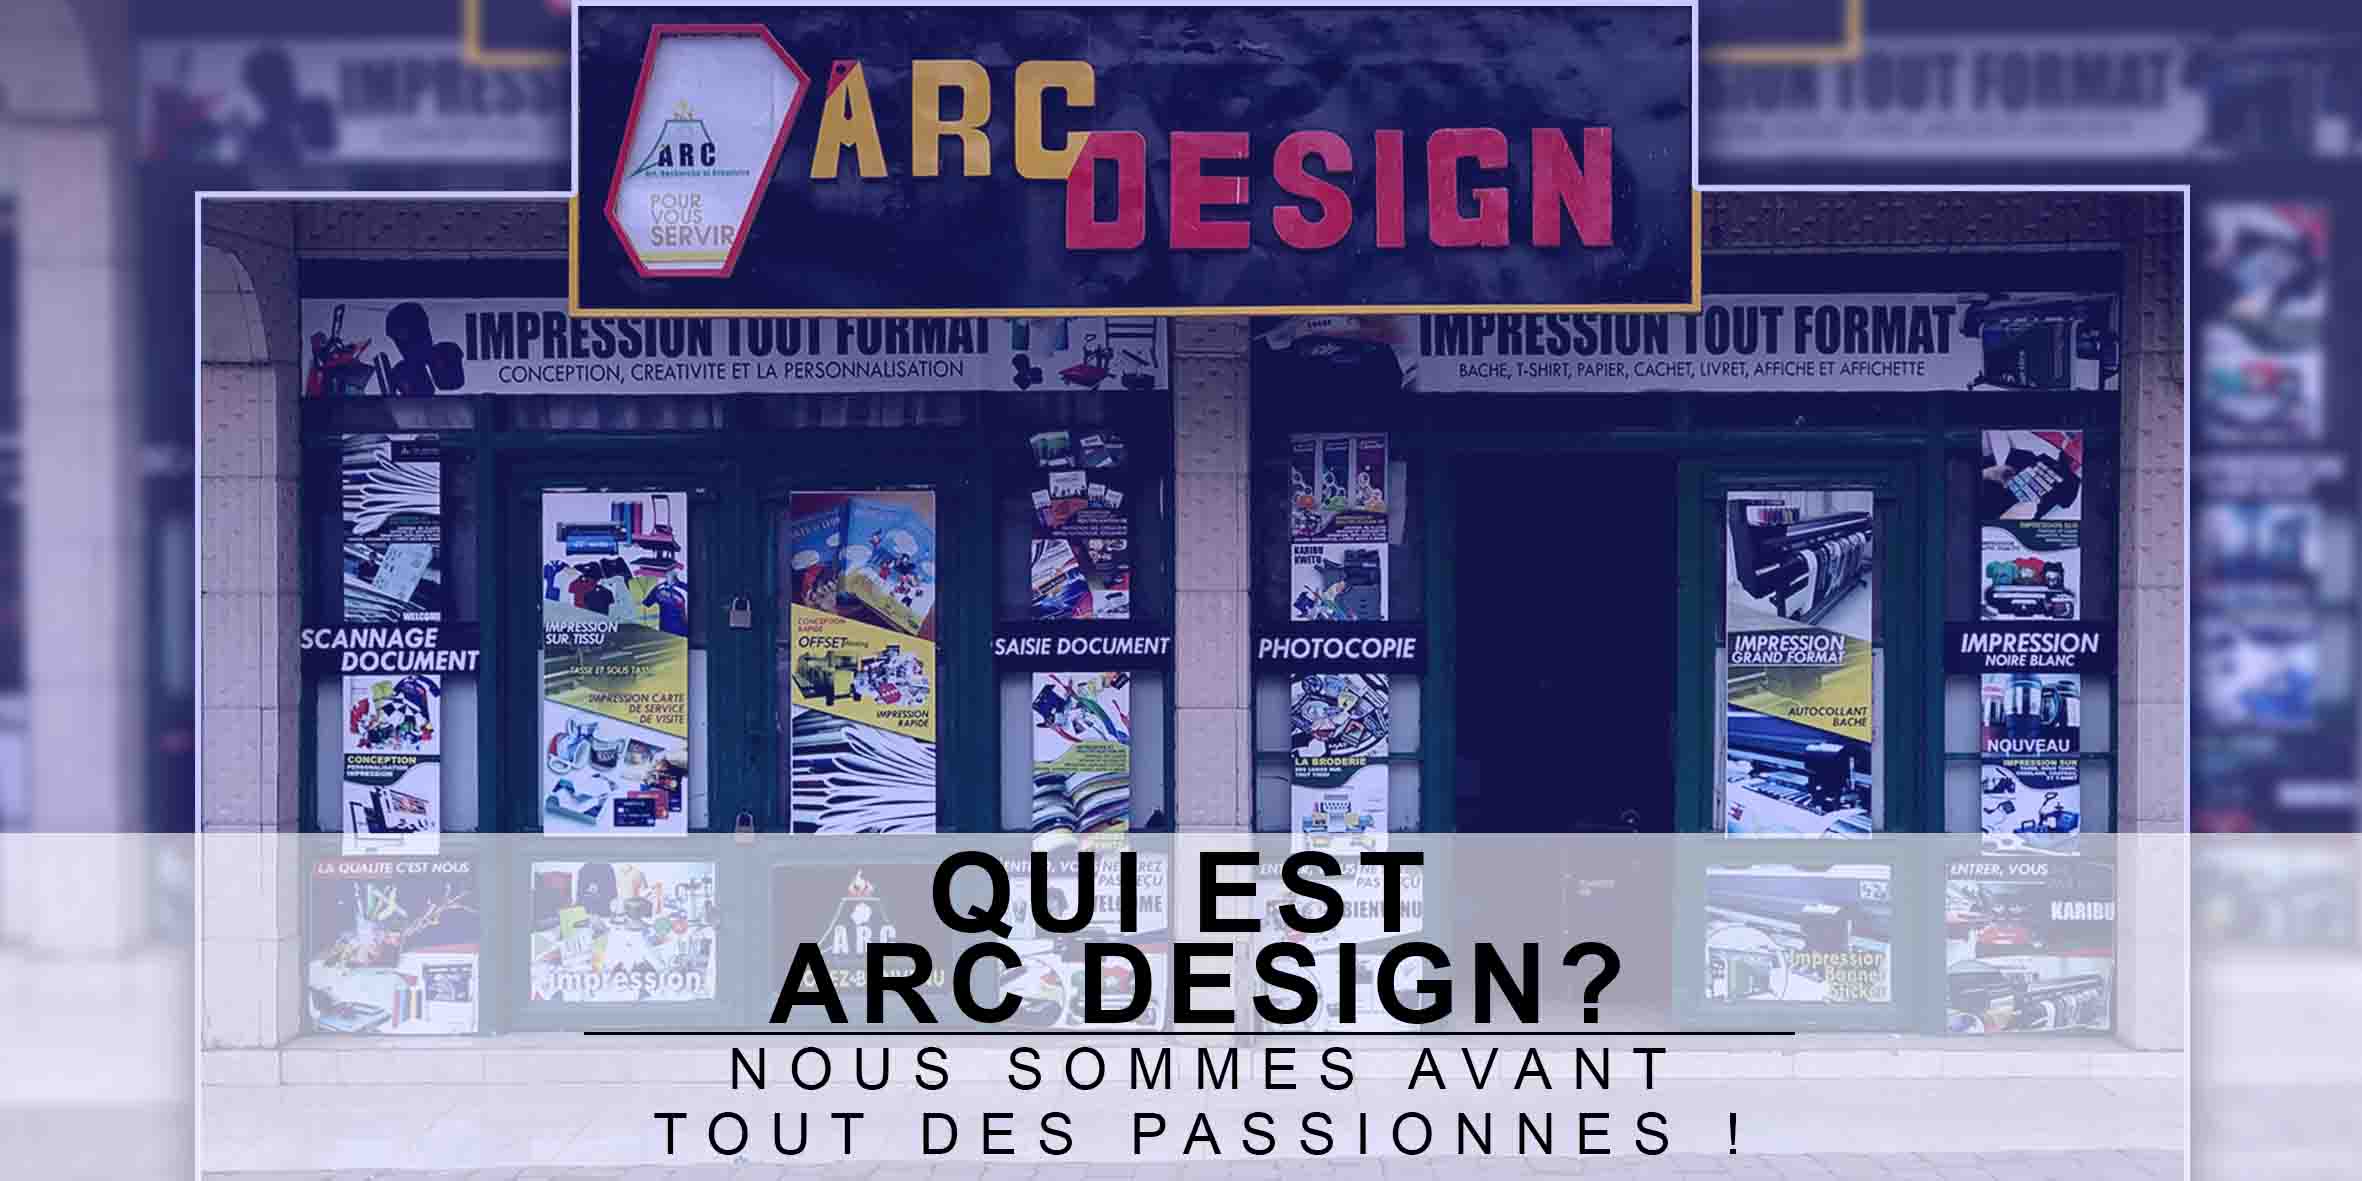 ARC
DESIGN
ARC
Art, Recherche et Créativité
POUR
VOUS
SERVIR
IMPRESSION TOUT FORMAT
CONCEPTION, CREATIVITE ET LA PERSONNALISATION
IMPRESSION TOUT FORMAT
BACHE, T-SHIRT, PAPIER, CACHET, LIVRET, AFFICHE ET AFFICHETTE
WELCOME
SCANNAGE
DOCUMENT
CONCEPTION
PERSONNALISATION
IMPRESSION
LA QUALITE C'EST NOUS
IMPRESSION
SUR TISSU
TASSE ET SOUS TASSE
IMPRESSION CARTE
DE SERVICE
DE VISITE
impression
CONCEPTION
RAPIDE
OFFSET
IMPRESSION
RAPIDE
ARC
SAISIE DOCUMENT
KARIBU
KWETU
PHOTOCOPIE
LA BRODERIE
IMPRESSION
GRAND FORMAT
AUTOCOLLANT
BACHE
Impression
Banner
Sticker
IMPRESSION SUR
IMPRESSION
NOIRE BLANC
NOUVEAU
IMPRESSION SUR
ENTRER, VOUS
KARIBU
QUI EST
ARC DESIGN?
NOUS SOMMES AVANT
TOUT DES PASSIONNES !